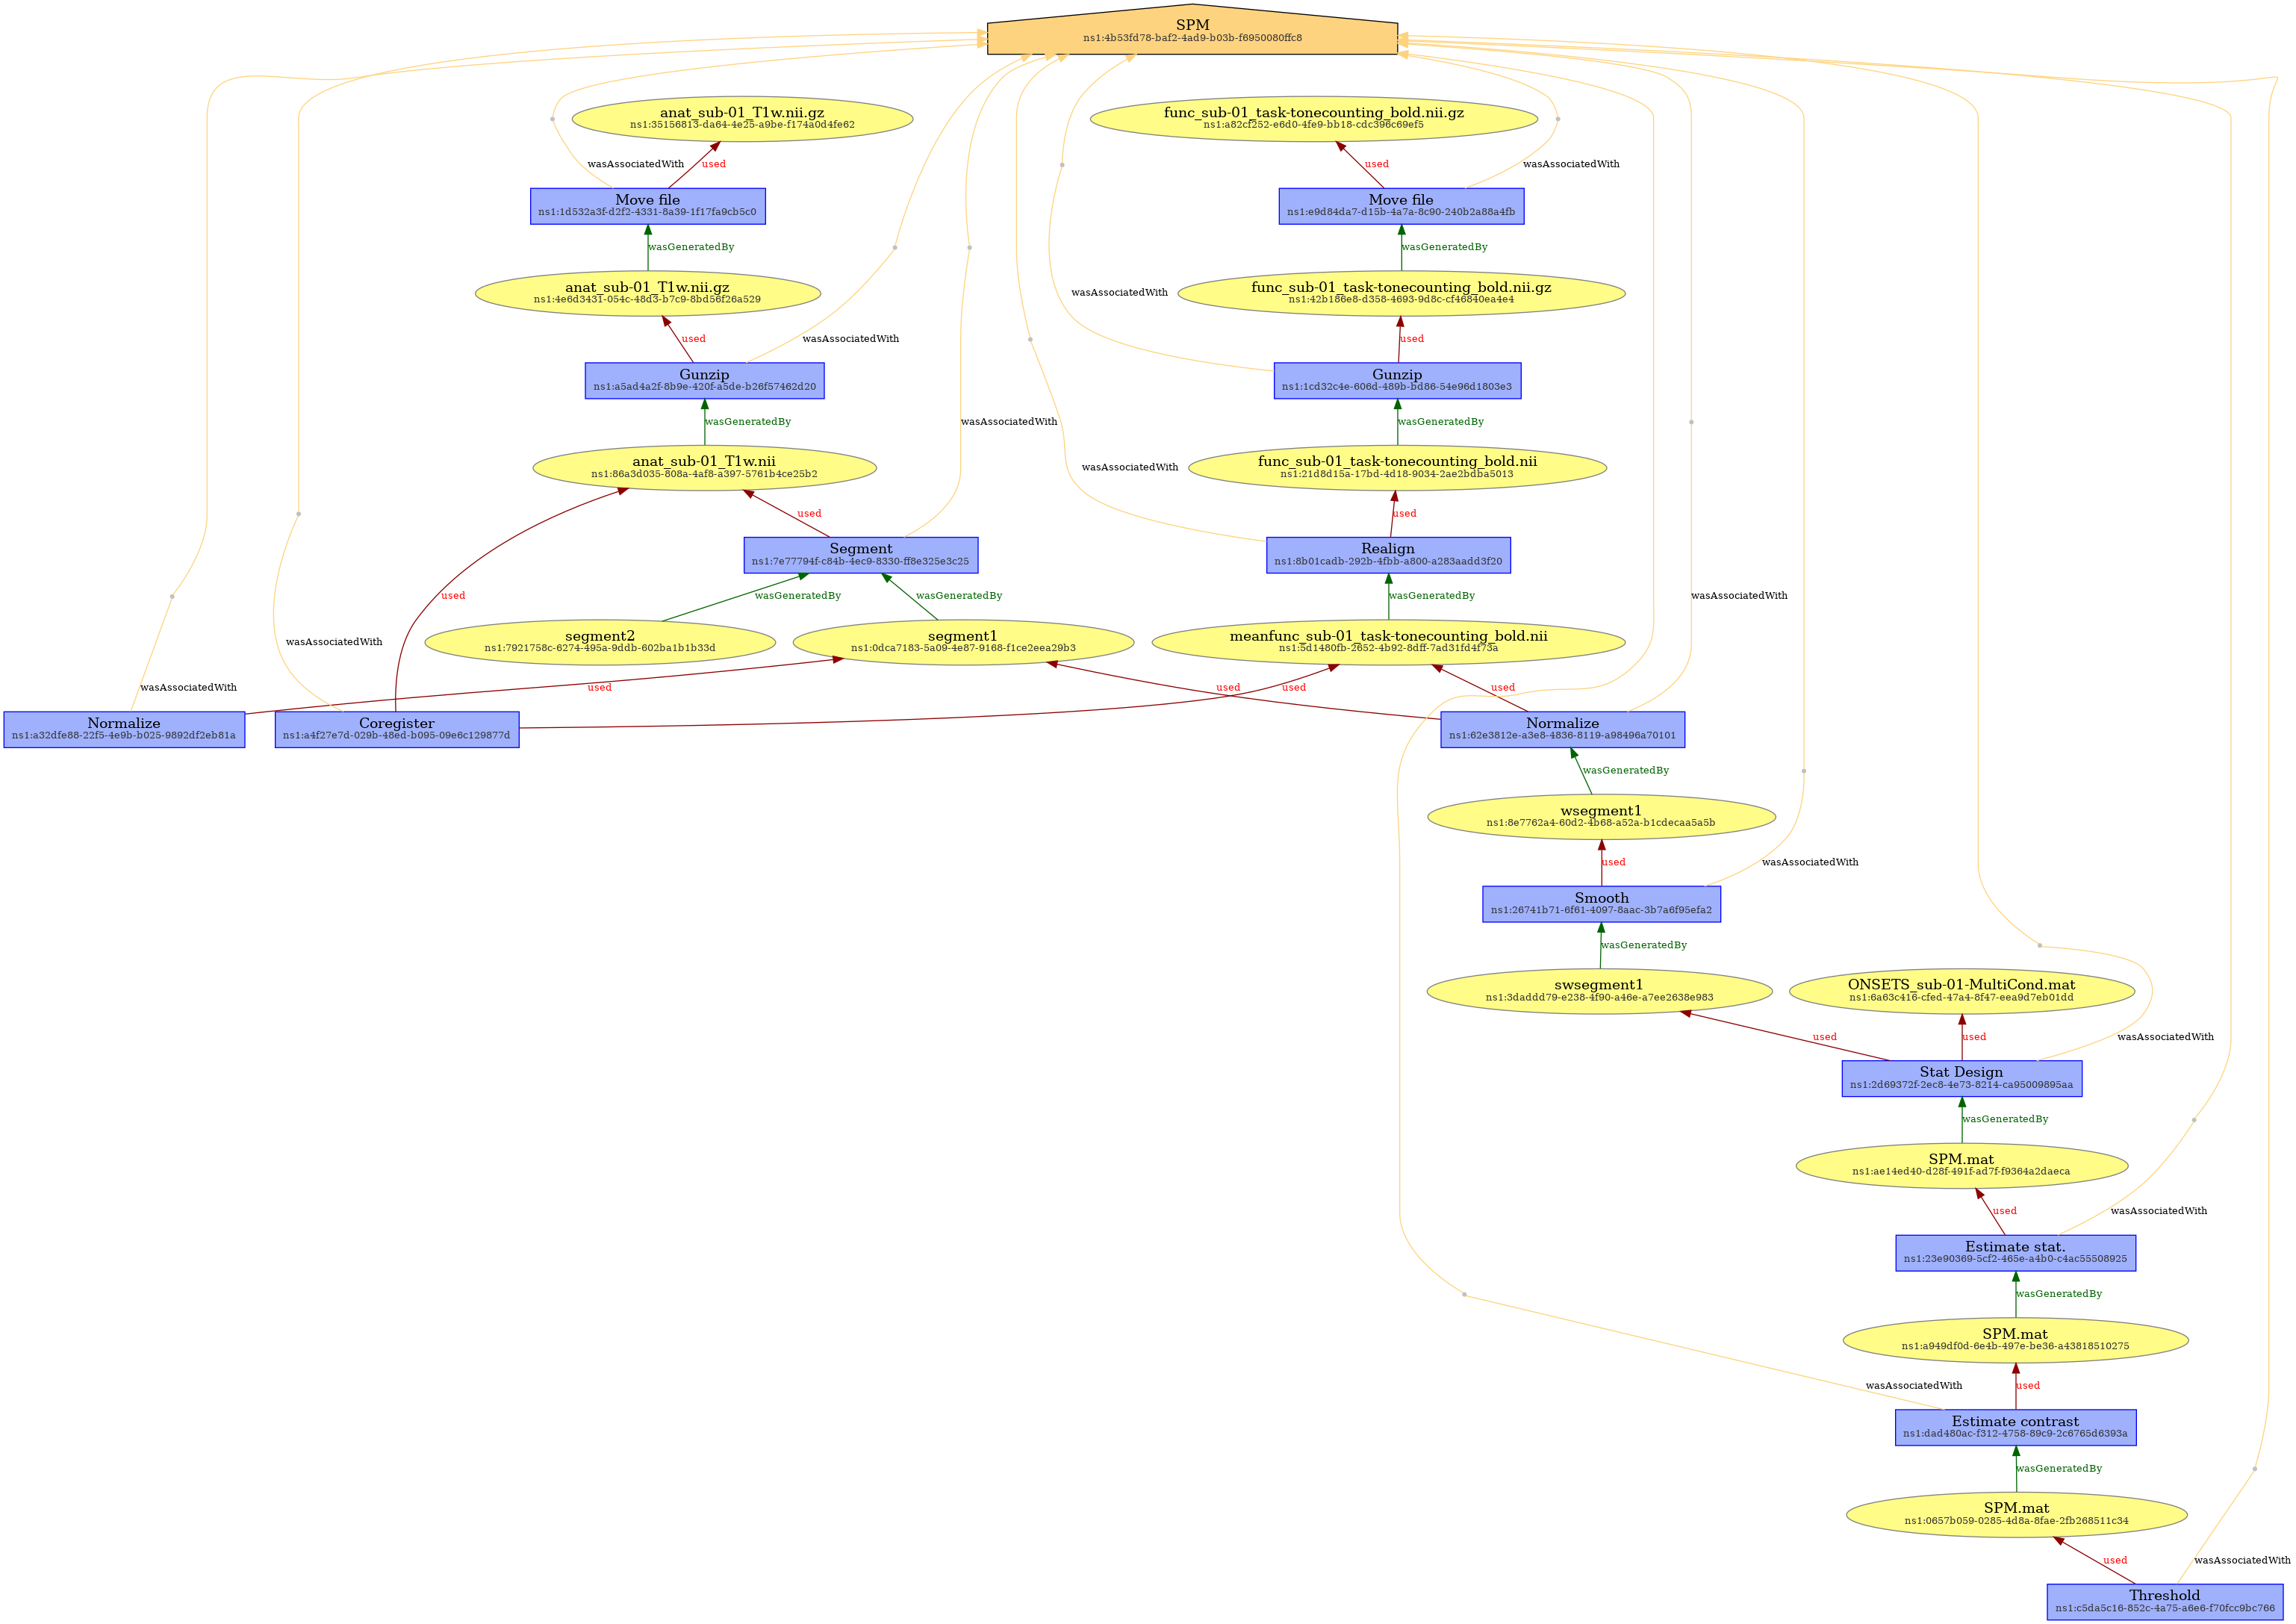 SPM
ns1:4b53fd78-baf2-4ad9-b03b-f6950080ffc8
anat_sub-01_T1w.nii.gz
ns1:35156813-da64-4e25-a9be-f174a0d4fe62
func_sub-01_task-tonecounting_bold.nii.gz
ns1:a82cf252-e6d0-4fe9-bb18-cdc396c69ef5
wasAssociatedWith
used
used
wasAssociatedWith
Move file
ns1:1d532a3f-d2f2-4331-8a39-1f17fa9cb5c0
Move file
ns1:e9d84da7-d15b-4a7a-8c90-240b2a88a4fb
wasGeneratedBy
wasGeneratedBy
anat_sub-01_T1w.nii.gz
ns1:4e6d3431-054c-48d3-b7c9-8bd56f26a529
wasAssociatedWith
func_sub-01_task-tonecounting_bold.nii.gz
ns1:42b186e8-d358-4693-9d8c-cf46840ea4e4
used
wasAssociatedWith
used
Gunzip
ns1:a5ad4a2f-8b9e-420f-a5de-b26f57462d20
Gunzip
ns1:1cd32c4e-606d-489b-bd86-54e96d1803e3
wasGeneratedBy
wasAssociatedWith
wasGeneratedBy
anat_sub-01_T1w.nii
ns1:86a3d035-808a-4af8-a397-5761b4ce25b2
wasAssociatedWith
func_sub-01_task-tonecounting_bold.nii
ns1:21d8d15a-17bd-4d18-9034-2ae2bdba5013
used
used
Segment
ns1:7e77794f-c84b-4ec9-8330-ff8e325e3c25
Realign
ns1:8b01cadb-292b-4fbb-a800-a283aadd3f20
used
wasGeneratedBy
wasGeneratedBy
wasGeneratedBy
wasAssociatedWith
wasAssociatedWith
segment2
ns1:7921758c-6274-495a-9ddb-602ba1b1b33d
segment1
ns1:0dca7183-5a09-4e87-9168-f1ce2eea29b3
meanfunc_sub-01_task-tonecounting_bold.nii
ns1:5d1480fb-2652-4b92-8dff-7ad31fd4f73a
wasAssociatedWith
used
used
used
used
Normalize
ns1:a32dfe88-22f5-4e9b-b025-9892df2eb81a
Coregister
ns1:a4f27e7d-029b-48ed-b095-09e6c129877d
Normalize
ns1:62e3812e-a3e8-4836-8119-a98496a70101
wasGeneratedBy
wsegment1
ns1:8e7762a4-60d2-4b68-a52a-b1cdecaa5a5b
used
wasAssociatedWith
Smooth
ns1:26741b71-6f61-4097-8aac-3b7a6f95efa2
wasGeneratedBy
swsegment1
ns1:3daddd79-e238-4f90-a46e-a7ee2638e983
ONSETS_sub-01-MultiCond.mat
ns1:6a63c416-cfed-47a4-8f47-eea9d7eb01dd
used
used
wasAssociatedWith
Stat Design
ns1:2d69372f-2ec8-4e73-8214-ca95009895aa
wasGeneratedBy
SPM.mat
ns1:ae14ed40-d28f-491f-ad7f-f9364a2daeca
used
wasAssociatedWith
Estimate stat.
ns1:23e90369-5cf2-465e-a4b0-c4ac55508925
wasGeneratedBy
SPM.mat
ns1:a949df0d-6e4b-497e-be36-a43818510275
wasAssociatedWith
used
Estimate contrast
ns1:dad480ac-f312-4758-89c9-2c6765d6393a
wasGeneratedBy
SPM.mat
ns1:0657b059-0285-4d8a-8fae-2fb268511c34
used
wasAssociatedWith
Threshold
ns1:c5da5c16-852c-4a75-a6e6-f70fcc9bc766